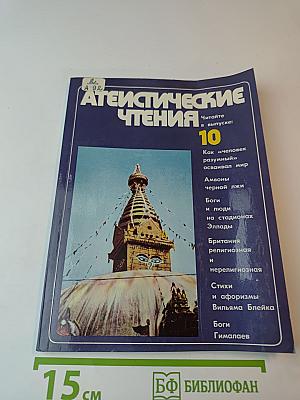 АТЕИСТИЧЕСКИЕ
ЧТЕНИЯ
Читайте
в выпуске:
10
Как «человек
разумный»
осваивал мир
Амвоны
черной лжи
Боги
и люди
на стадионах
Эллады
Британия
религиозная
и
нерелигиозная
Стихи
и афоризмы
Вильяма Блейка
Боги
Гималаев
15 см
БФ БИБЛИОФАН